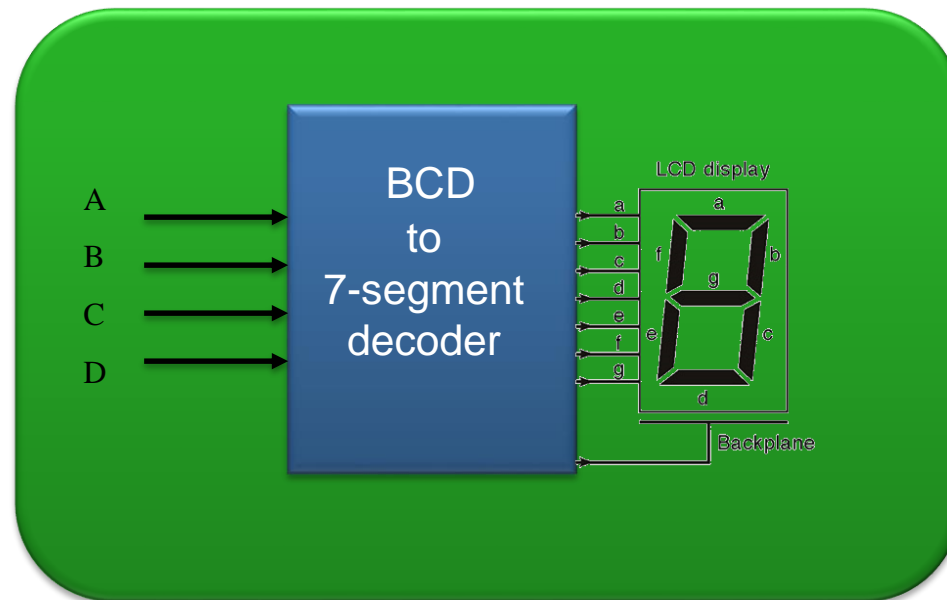 A
B
C
D
BCD
to
7-segment
decoder
a
b
c
d
e
f
g
LCD display
a
f
b
g
e
c
d
Backplane